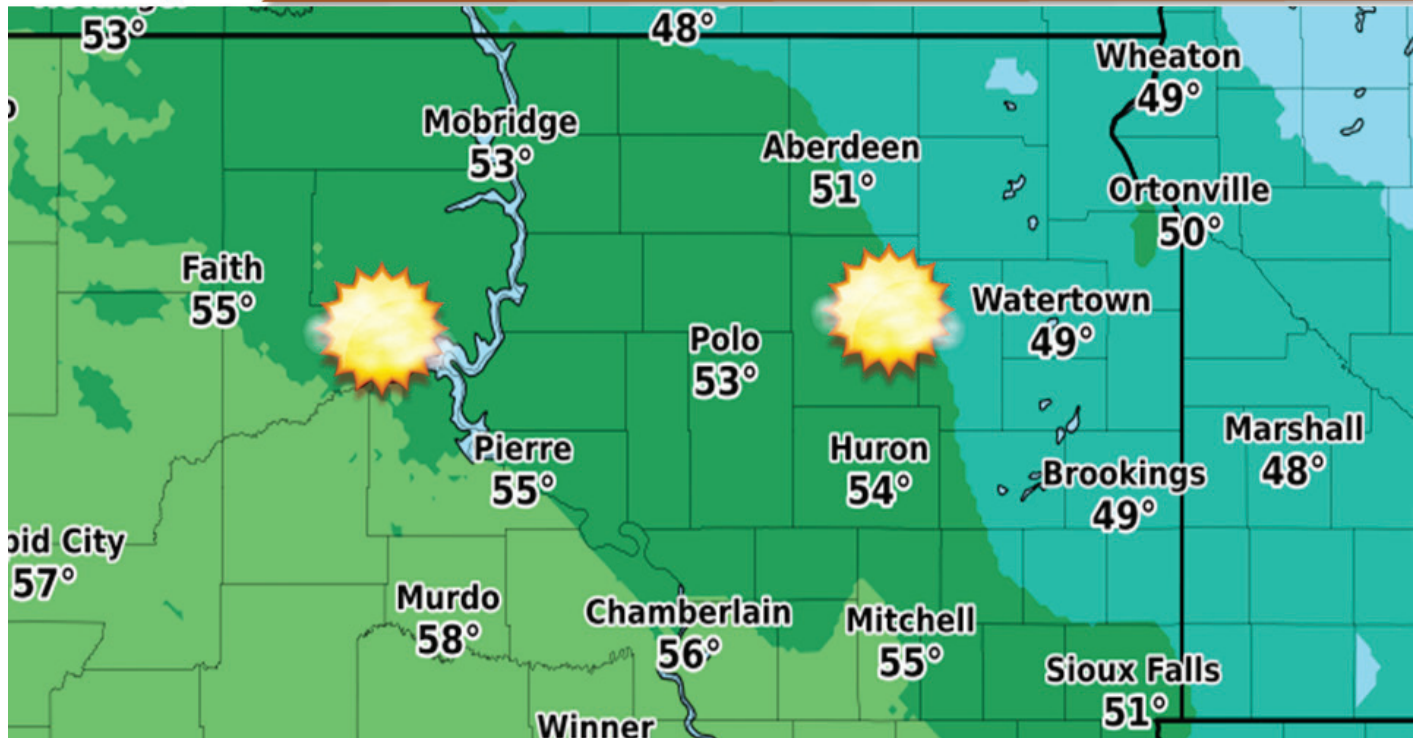 53°
48°
Wheaton
49°
Mobridge
53°
Aberdeen
51°
Ortonville
50°
Faith
55°
Watertown
49°
Polo
53°
Pierre
55°
Huron
54°
Marshall
48°
Brookings
49°
pid City
57°
Murdo
58°
Chamberlain
56°
Mitchell
55°
Sioux Falls
51°
Winner